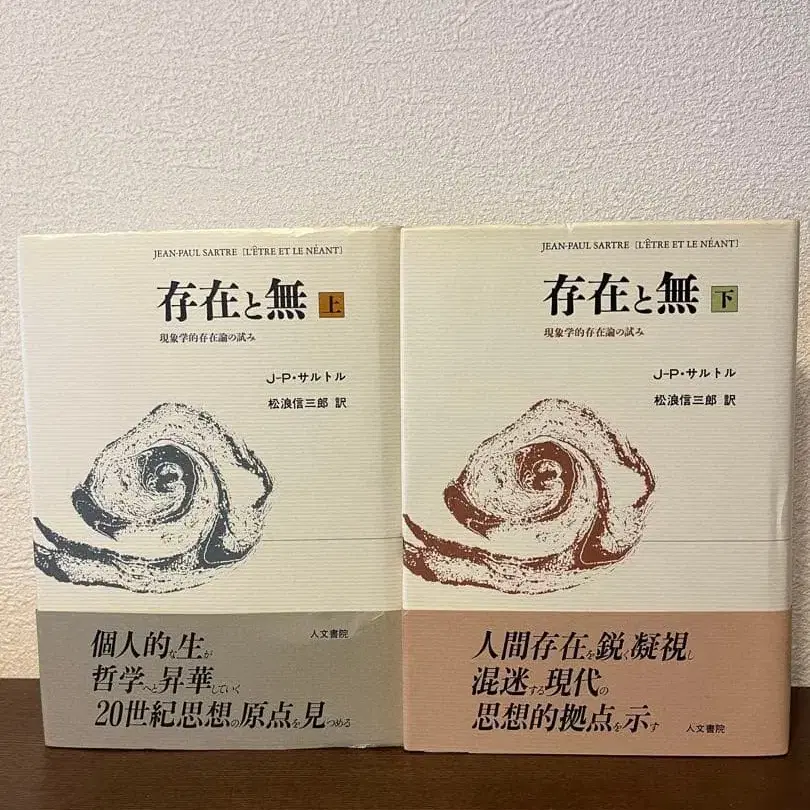 JEAN-PAUL SARTRE [L'ÊTRE ET LE NÉANT]
存在と無 上
現象学的存在論の試み
J-P・サルトル
松浪信三郎 訳
人文書院
個人的な生が
哲学へと昇華していく
20世紀思想の原点を見つめる
JEAN-PAUL SARTRE [L'ÊTRE ET LE NÉANT]
存在と無 下
現象学的存在論の試み
J-P・サルトル
松浪信三郎 訳
人間存在を鋭く凝視し
混迷する現代の
思想的拠点を示す
人文書院